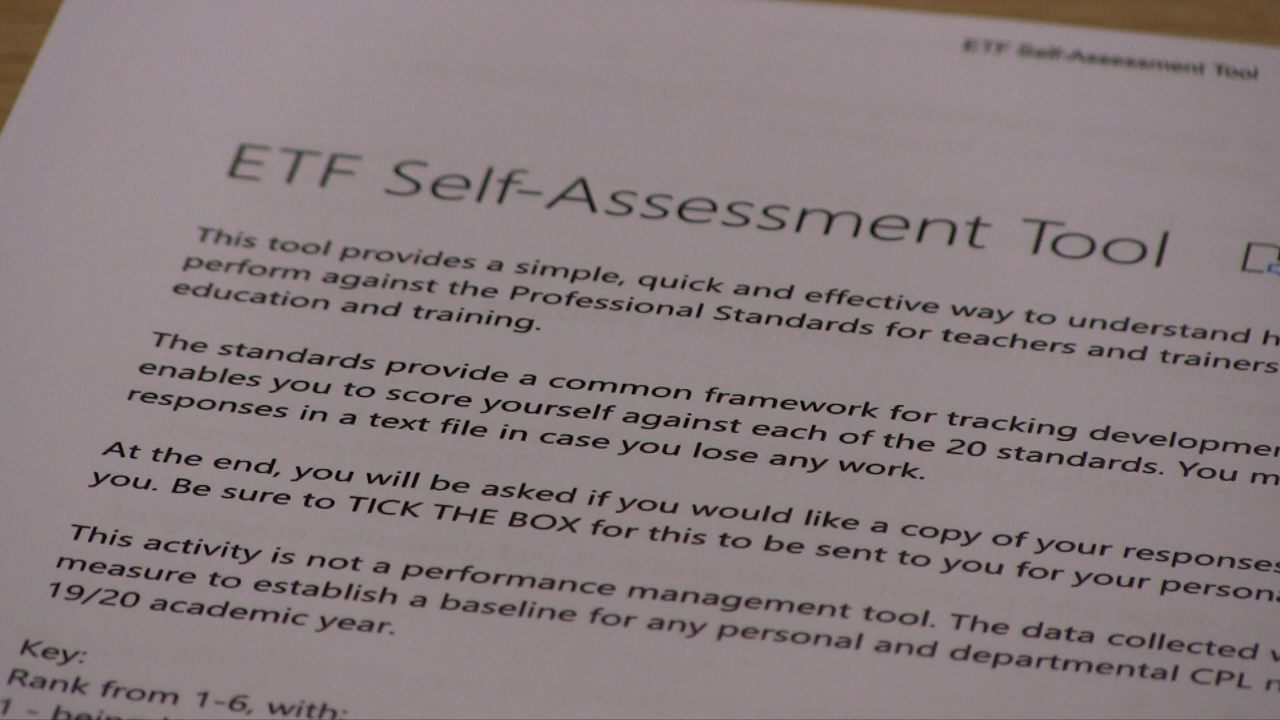 ETF Self-Assessment Tool
ETF Self-Assessment Tool
This tool provides a simple, quick and effective way to understand
perform against the Professional Standards for teachers and trainers
education and training.
The standards provide a common framework for tracking
enables you to score yourself against each of the 20 standards. You
responses in a text file in case you lose any work.
At the end, you will be asked if you would like a copy of your responses
you. Be sure to TICK THE BOX for this to be sent to you for your
This activity is not a performance management tool. The data collected
measure to establish a baseline for any personal and departmental CPL
19/20 academic year.
Key:
Rank from 1-6, with:
1 - being